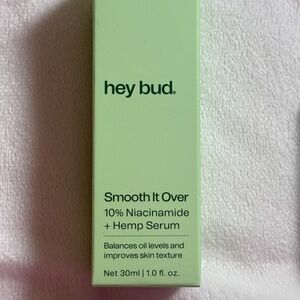 hey bud.
Smooth It Over
10% Niacinamide
+ Hemp Serum
Balances oil levels and
improves skin texture
Net 30ml | 1.0 fl. oz.